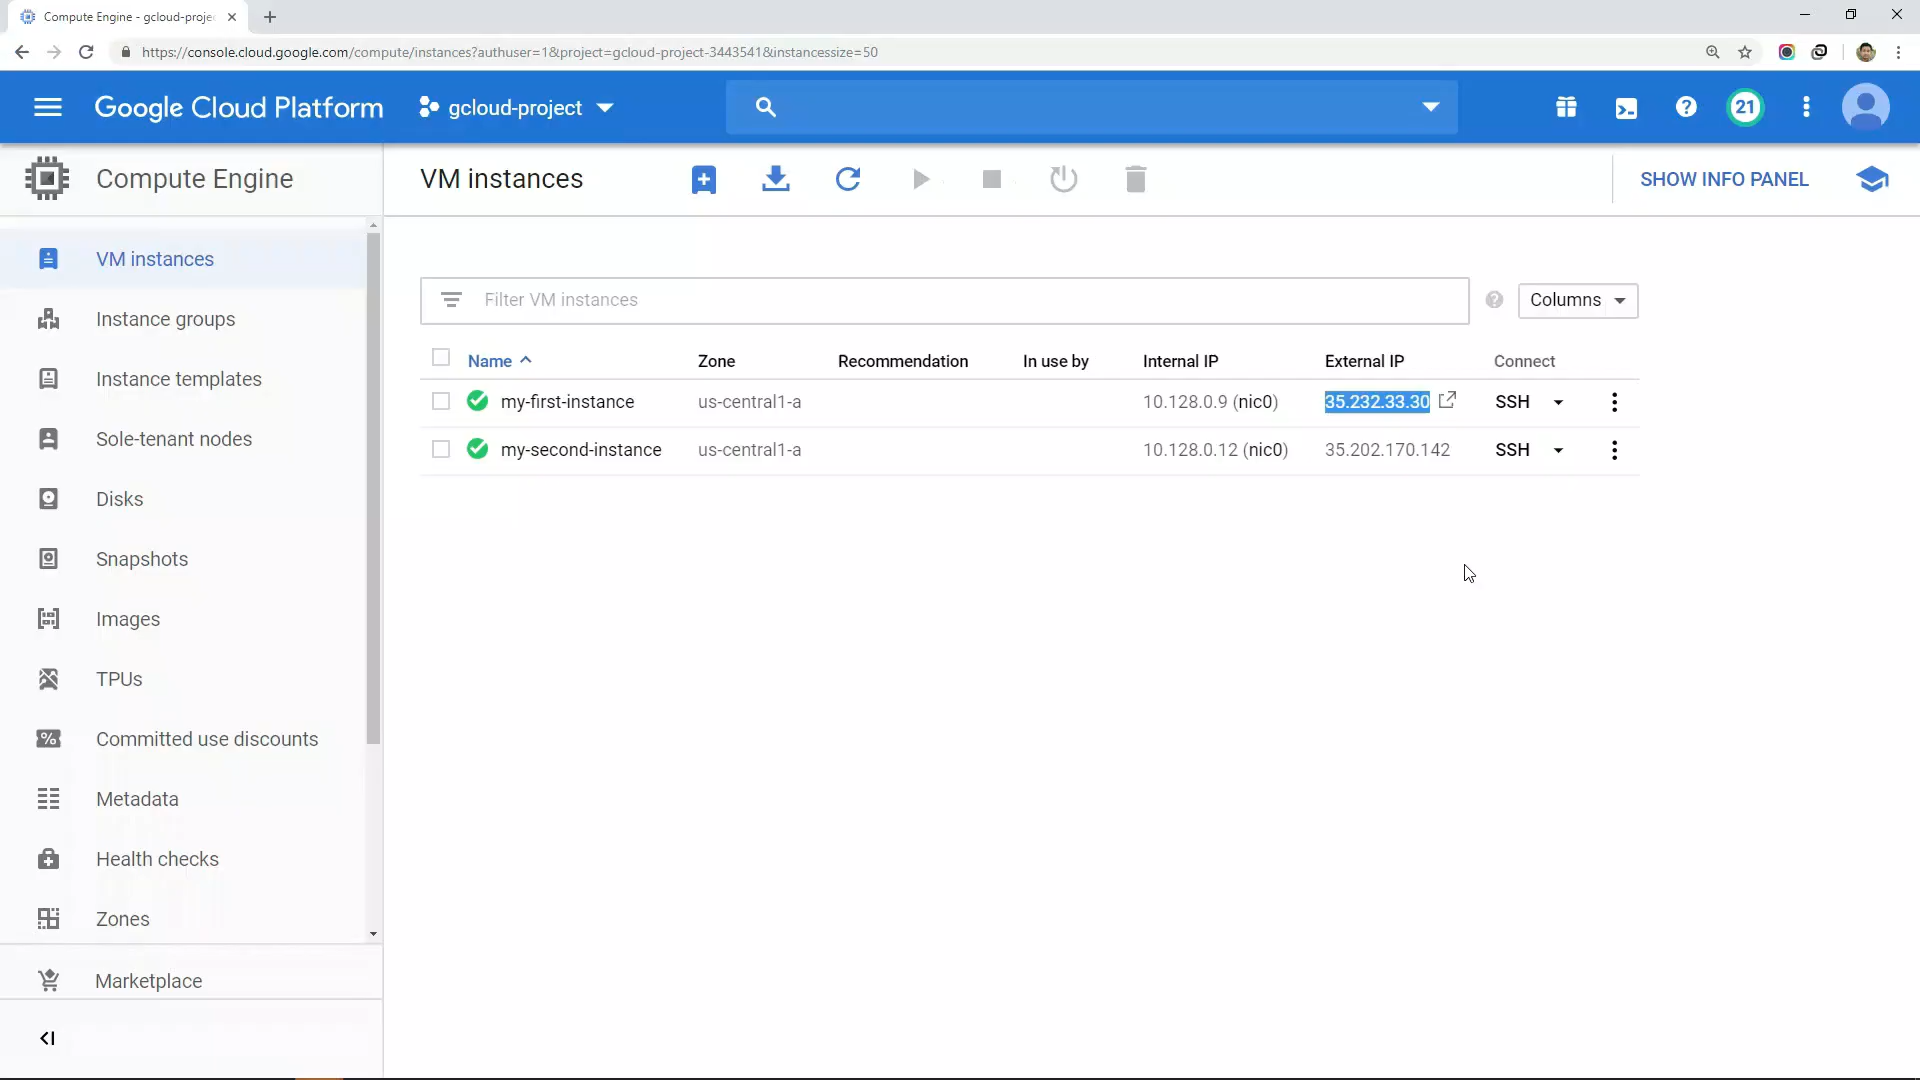 Compute Engine - gcloud-proje
https://console.cloud.google.com/compute/instances?authuser=1&project=gcloud-project-3443541&instancessize=50
Google Cloud Platform
gcloud-project
21
Compute Engine
VM instances
SHOW INFO PANEL
VM instances
Instance groups
Instance templates
Sole-tenant nodes
Disks
Snapshots
Images
TPUs
Committed use discounts
Metadata
Health checks
Zones
Marketplace
Filter VM instances
Columns
Name Zone Recommendation In use by Internal IP External IP Connect
my-first-instance us-central1-a 10.128.0.9 (nic0) 35.232.33.30 SSH
my-second-instance us-central1-a 10.128.0.12 (nic0) 35.202.170.142 SSH